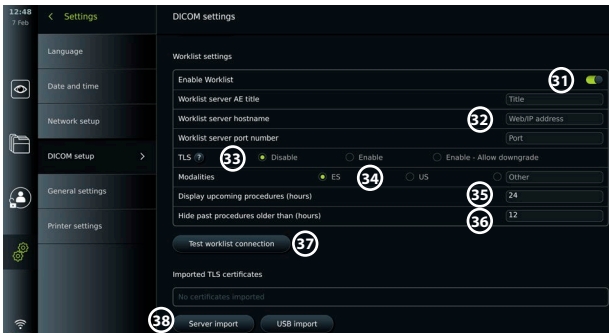 12:48
7 Feb
Settings
DICOM settings
Language
Date and time
Network setup
DICOM setup
General settings
Printer settings
Worklist settings
Enable Worklist 31
Worklist server AE title Title
Worklist server hostname 32 Web/IP address
Worklist server port number Port
TLS ? 33 Disable Enable Enable - Allow downgrade
Modalities ES 34 US Other
Display upcoming procedures (hours) 35 24
Hide past procedures older than (hours) 36 12
Test worklist connection 37
Imported TLS certificates
No certificates imported
38 Server import USB import